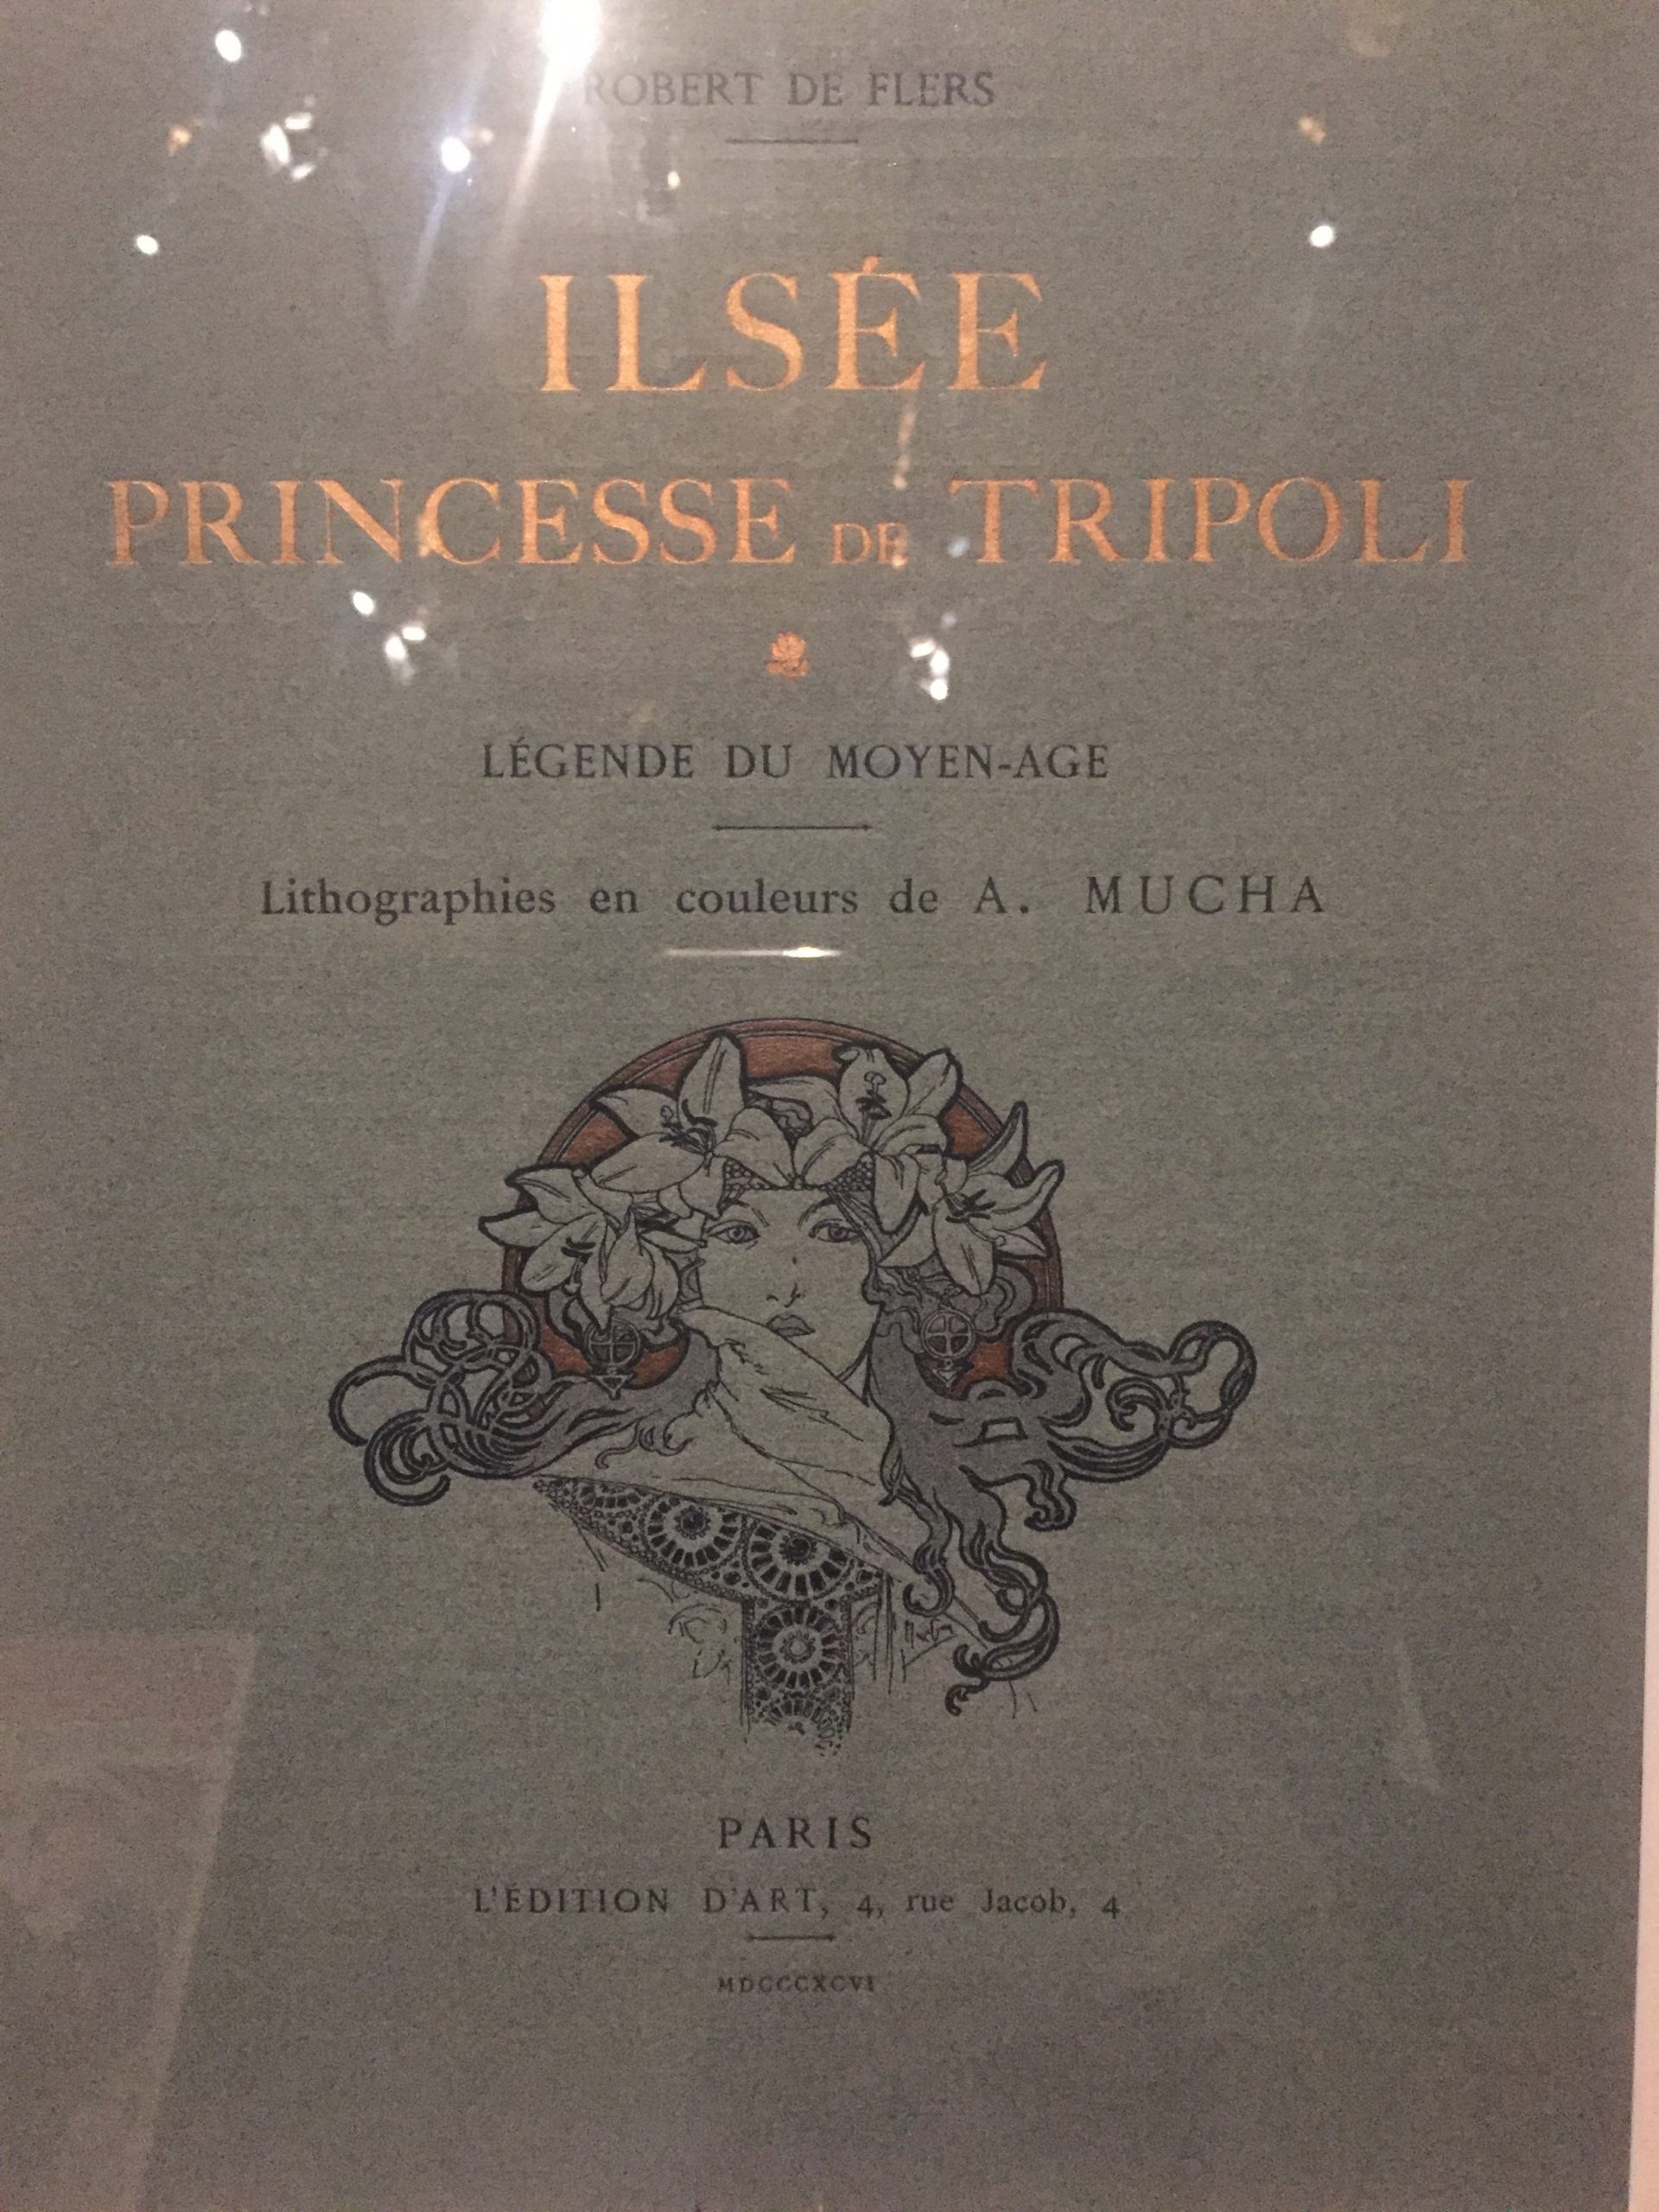 ROBERT DE FLERS
ILSÉE
PRINCESSE DE TRIPOLI
LÉGENDE DU MOYEN-AGE
Lithographies en couleurs de A. MUCHA
Mucha
PARIS
L'ÉDITION D'ART, 4, rue Jacob, 4
MDCCCXCVI